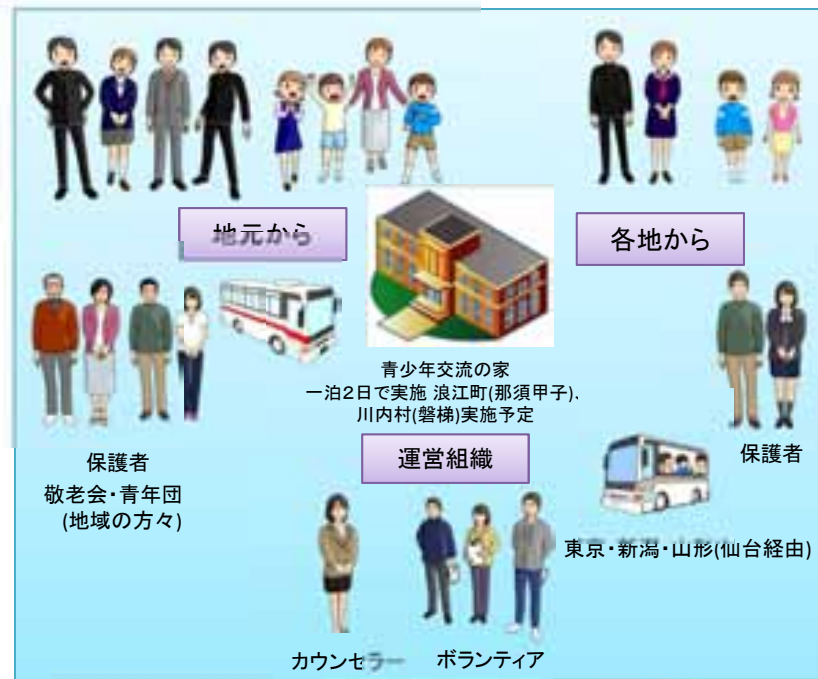 地元から
各地から
青少年交流の家
一泊2日で実施 浪江町(那須甲子)、
川内村(磐梯)実施予定
運営組織
保護者
敬老会・青年団
(地域の方々)
保護者
東京・新潟・山形(仙台経由)
カウンセラー
ボランティア